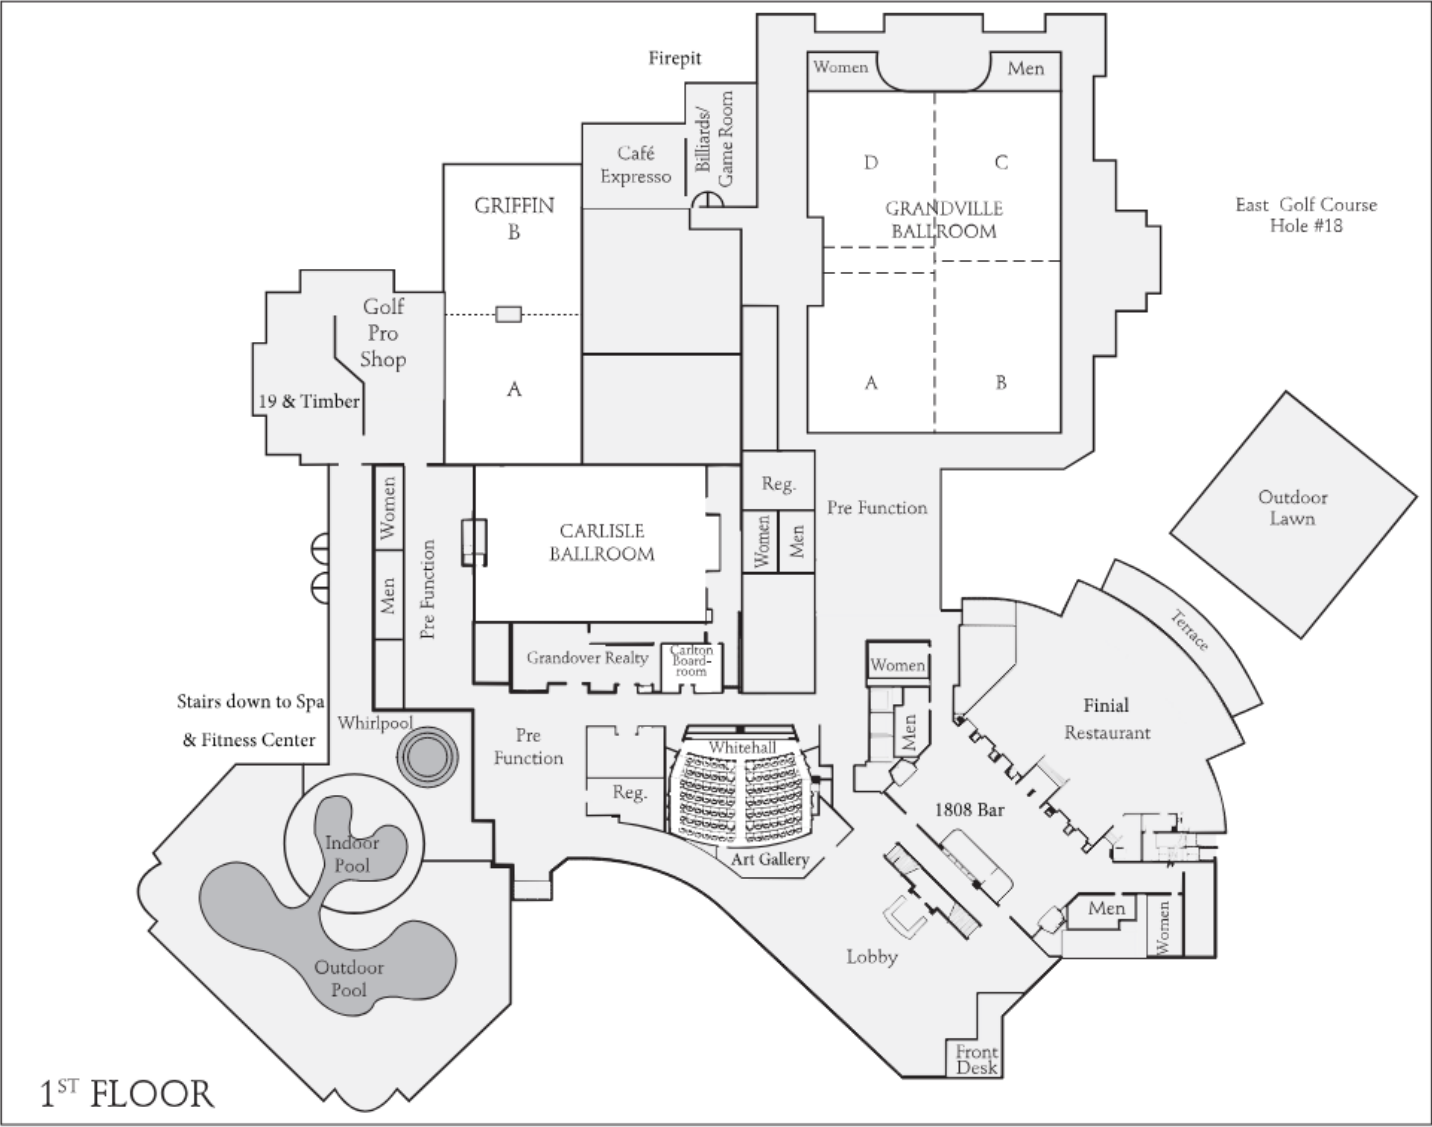 Firepit
Women
Men
Billiards/
Game Room
Café
Expresso
D
C
GRIFFIN
B
GRANDVILLE
BALLROOM
East Golf Course
Hole #18
Golf
Pro
Shop
A
A
B
19 & Timber
Women
Men
Pre Function
CARLISLE
BALLROOM
Reg.
Women
Men
Pre Function
Outdoor
Lawn
Terrace
Grandover Realty
Carlton
Board-
room
Women
Men
Stairs down to Spa
& Fitness Center
Whirlpool
Pre
Function
Whitehall
Reg.
Art Gallery
Finial
Restaurant
1808 Bar
Indoor
Pool
Outdoor
Pool
Men
Women
Lobby
Front
Desk
1ST FLOOR